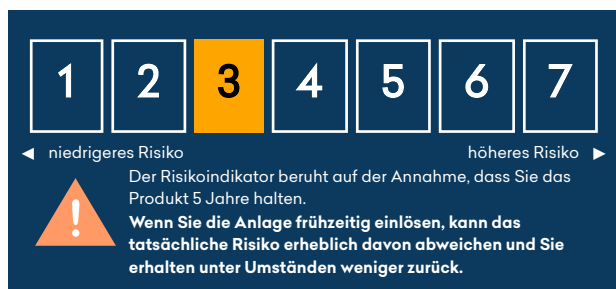 1 2 3 4 5 6 7
◄ niedrigeres Risiko höheres Risiko ►
Der Risikoindikator beruht auf der Annahme, dass Sie das
Produkt 5 Jahre halten.
Wenn Sie die Anlage frühzeitig einlösen, kann das
tatsächliche Risiko erheblich davon abweichen und Sie
erhalten unter Umständen weniger zurück.
!